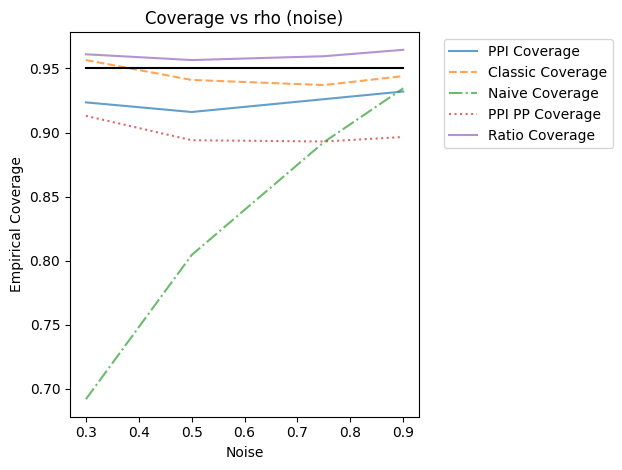 Coverage vs rho (noise)
PPI Coverage
Classic Coverage
Naive Coverage
PPI PP Coverage
Ratio Coverage
Empirical Coverage
0.95
0.90
0.85
0.80
0.75
0.70
0.3 0.4 0.5 0.6 0.7 0.8 0.9
Noise